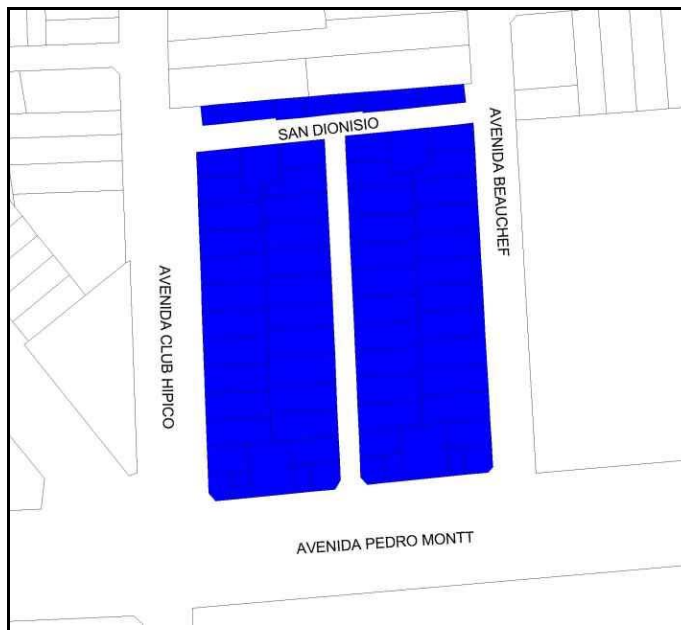 SAN DIONISIO
AVENIDA BEAUCHEF
AVENIDA CLUB HIPICO
AVENIDA PEDRO MONTT